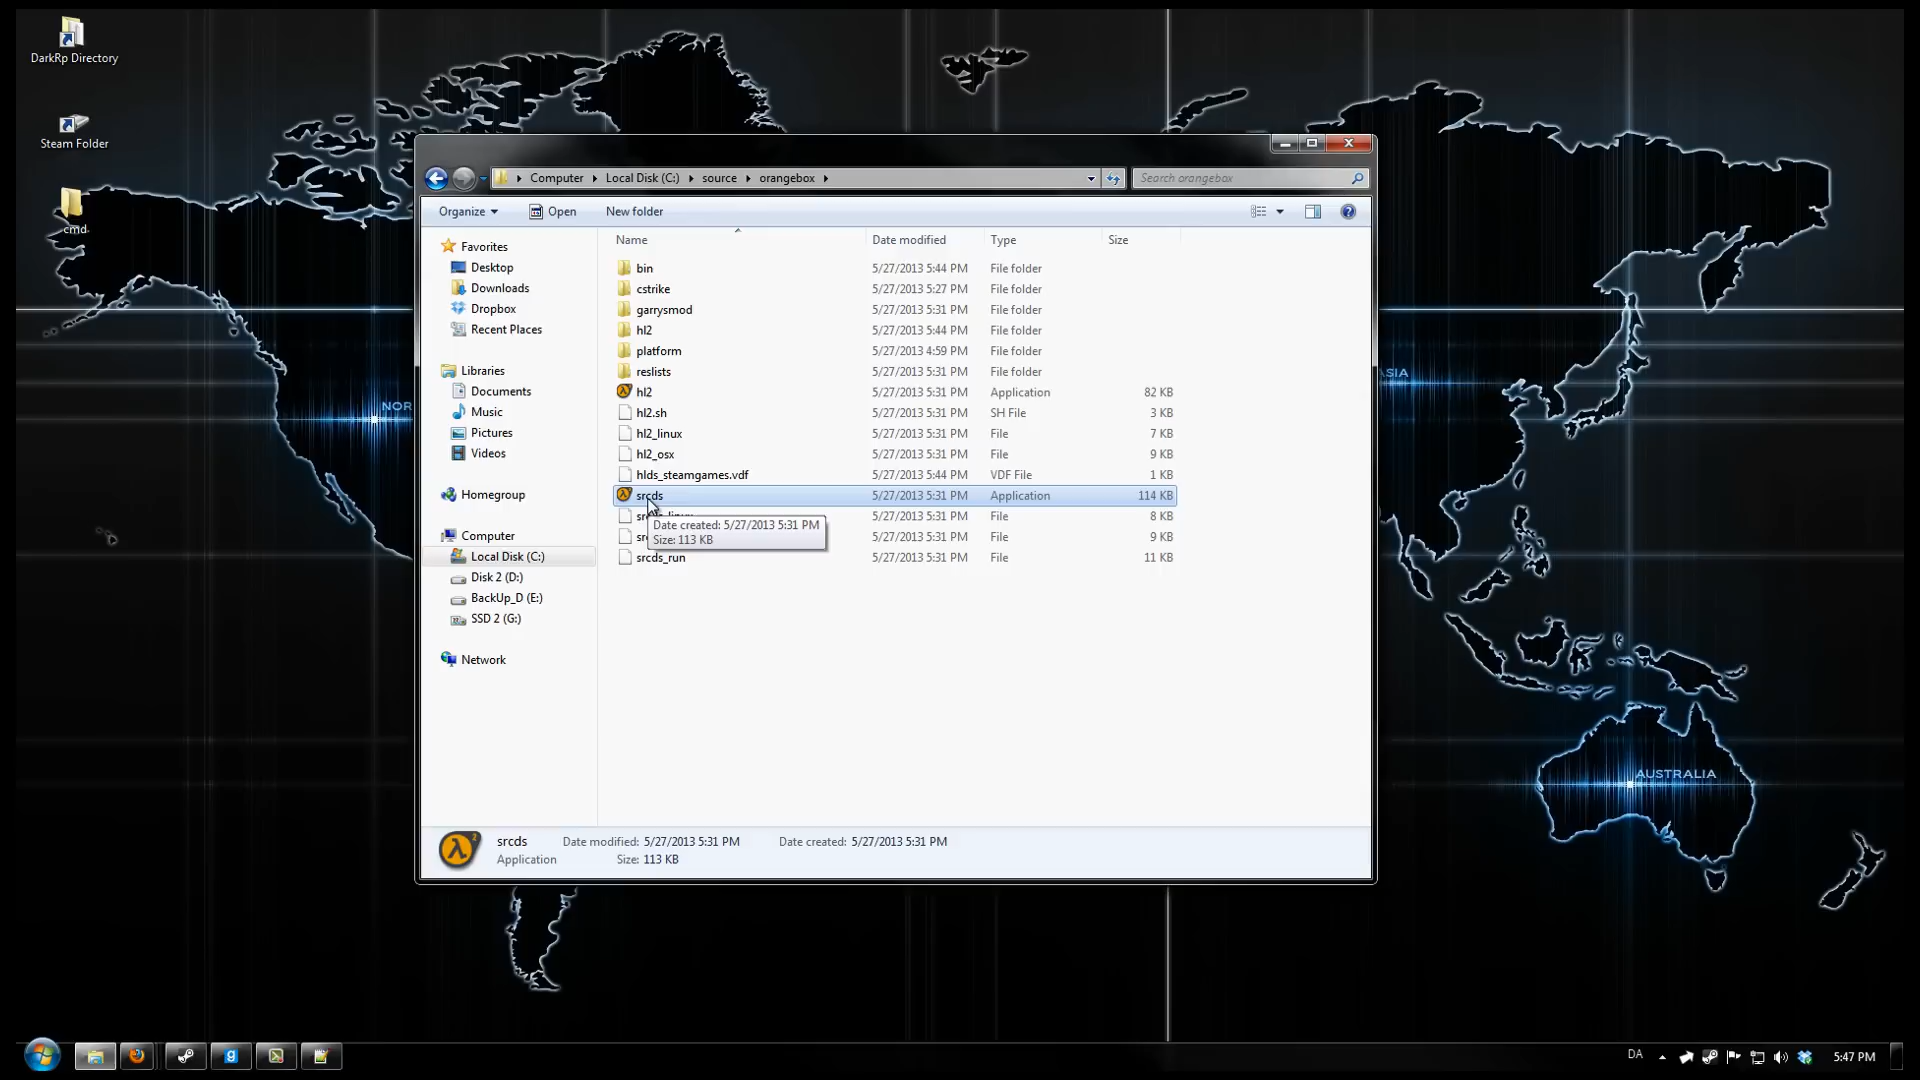 DarkRp Directory
Steam Folder
cmd
NOR
ASIA
AUSTRALIA
Computer Local Disk (C:) source orangebox
Search orangebox
Organize Open New folder
Name Date modified Type Size
Favorites
Desktop
Downloads
Dropbox
Recent Places
Libraries
Documents
Music
Pictures
Videos
Homegroup
Computer
Local Disk (C:)
Disk 2 (D:)
BackUp_D (E:)
SSD 2 (G:)
Network
bin 5/27/2013 5:44 PM File folder
cstrike 5/27/2013 5:27 PM File folder
garrysmod 5/27/2013 5:31 PM File folder
hl2 5/27/2013 5:44 PM File folder
platform 5/27/2013 4:59 PM File folder
reslists 5/27/2013 5:31 PM File folder
hl2 5/27/2013 5:31 PM Application 82 KB
hl2.sh 5/27/2013 5:31 PM SH File 3 KB
hl2_linux 5/27/2013 5:31 PM File 7 KB
hl2_osx 5/27/2013 5:31 PM File 9 KB
hlds_steamgames.vdf 5/27/2013 5:44 PM VDF File 1 KB
srcds 5/27/2013 5:31 PM Application 114 KB
5/27/2013 5:31 PM File 8 KB
5/27/2013 5:31 PM File 9 KB
srcds_run 5/27/2013 5:31 PM File 11 KB
Date created: 5/27/2013 5:31 PM
Size: 113 KB
srcds Date modified: 5/27/2013 5:31 PM Date created: 5/27/2013 5:31 PM
Application Size: 113 KB
DA 5:47 PM